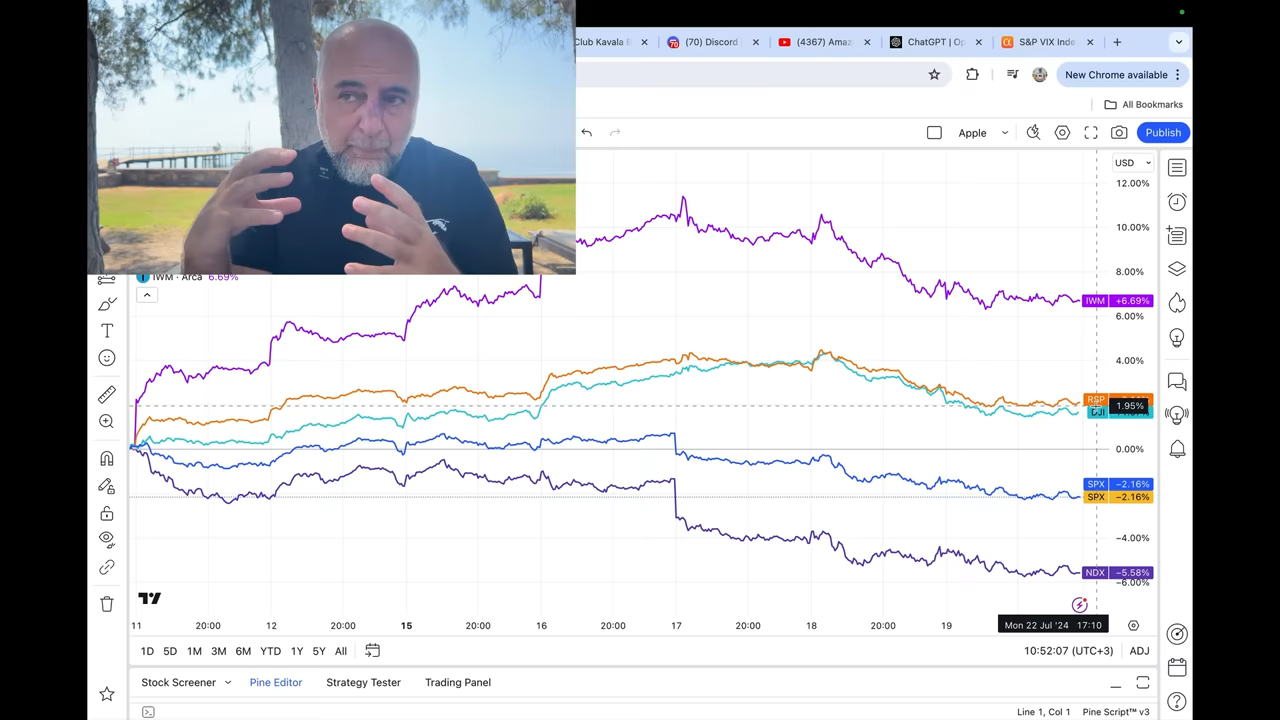 Club Kavala
(70) Discord
(4367) Amaz
ChatGPT | Op
S&P VIX Inde
New Chrome available
All Bookmarks
Apple
Publish
USD
IWM · Arca 6.69%
12.00%
10.00%
8.00%
IWM +6.69%
6.00%
4.00%
RSP
1.95%
DJI
0.00%
SPX −2.16%
SPX −2.16%
−4.00%
NDX −5.58%
−6.00%
11 20:00 12 20:00 15 20:00 16 20:00 17 20:00 18 20:00 19 Mon 22 Jul '24 17:10
1D 5D 1M 3M 6M YTD 1Y 5Y All 10:52:07 (UTC+3) ADJ
Stock Screener Pine Editor Strategy Tester Trading Panel
Line 1, Col 1 Pine Script™ v3